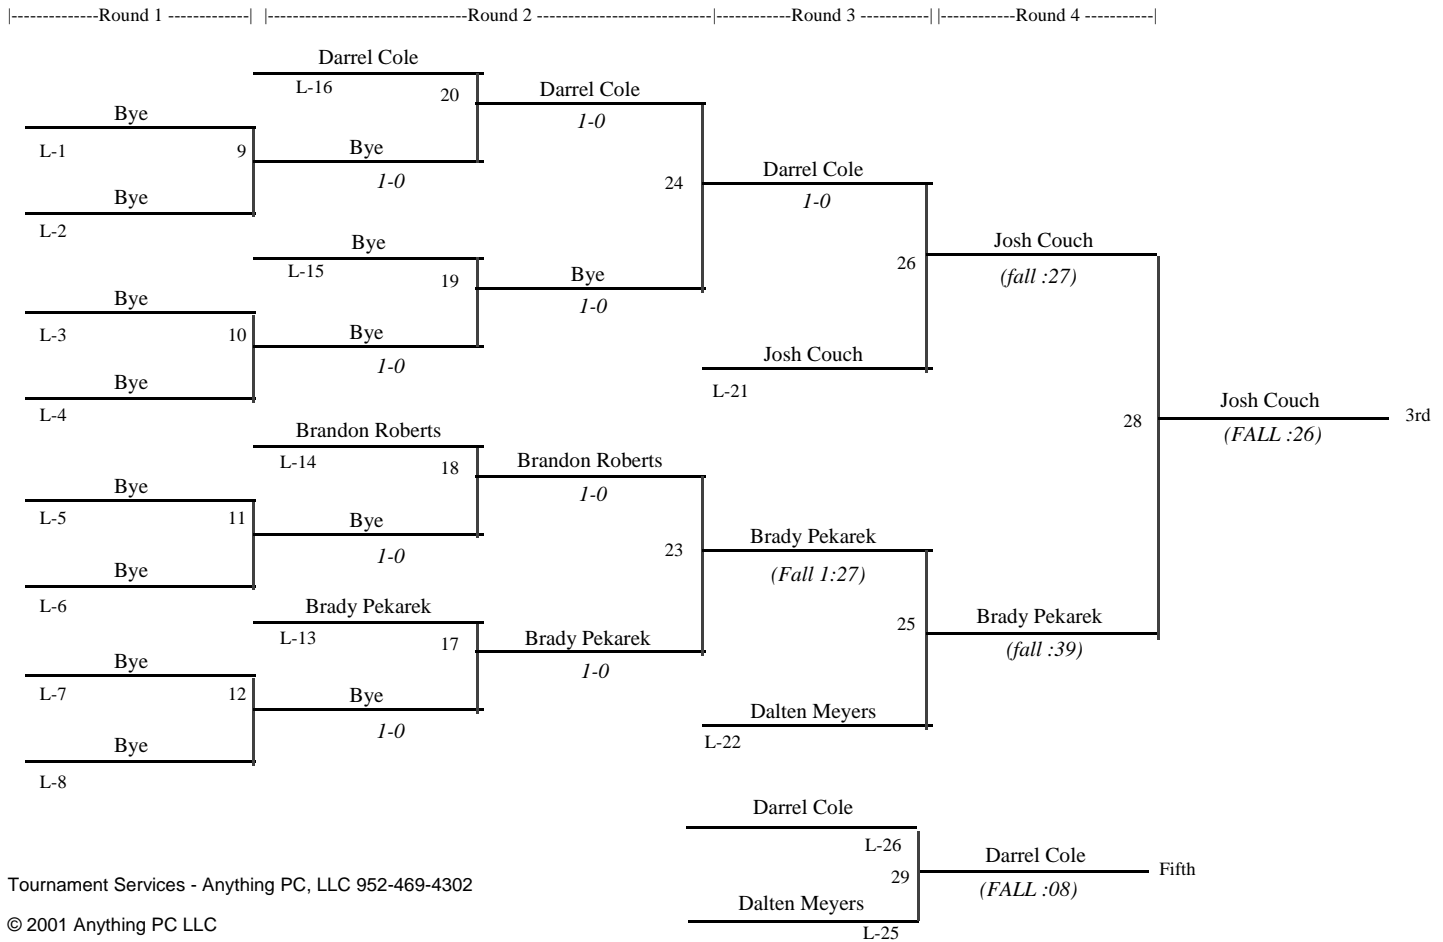 |--------------Round 1 -------------| |------------------------------Round 2 --------------------------|------------Round 3 -----------| |------------Round 4 -----------|
Darrel Cole
L-16
20
Darrel Cole
1-0
Bye
L-1
9
Bye
1-0
Bye
L-2
24
Darrel Cole
1-0
Bye
L-15
19
Bye
1-0
Bye
L-3
10
Bye
1-0
Bye
L-4
26
Josh Couch
(fall :27)
Josh Couch
L-21
Brandon Roberts
L-14
18
Brandon Roberts
1-0
Bye
L-5
11
Bye
1-0
Bye
L-6
23
Brady Pekarek
(Fall 1:27)
28
Josh Couch
(FALL :26)
3rd
Brady Pekarek
L-13
17
Brady Pekarek
1-0
Bye
L-7
12
Bye
1-0
Bye
L-8
25
Brady Pekarek
(fall :39)
Dalten Meyers
L-22
Darrel Cole
L-26
29
Darrel Cole
(FALL :08)
Fifth
Dalten Meyers
L-25
Tournament Services - Anything PC, LLC 952-469-4302
© 2001 Anything PC LLC